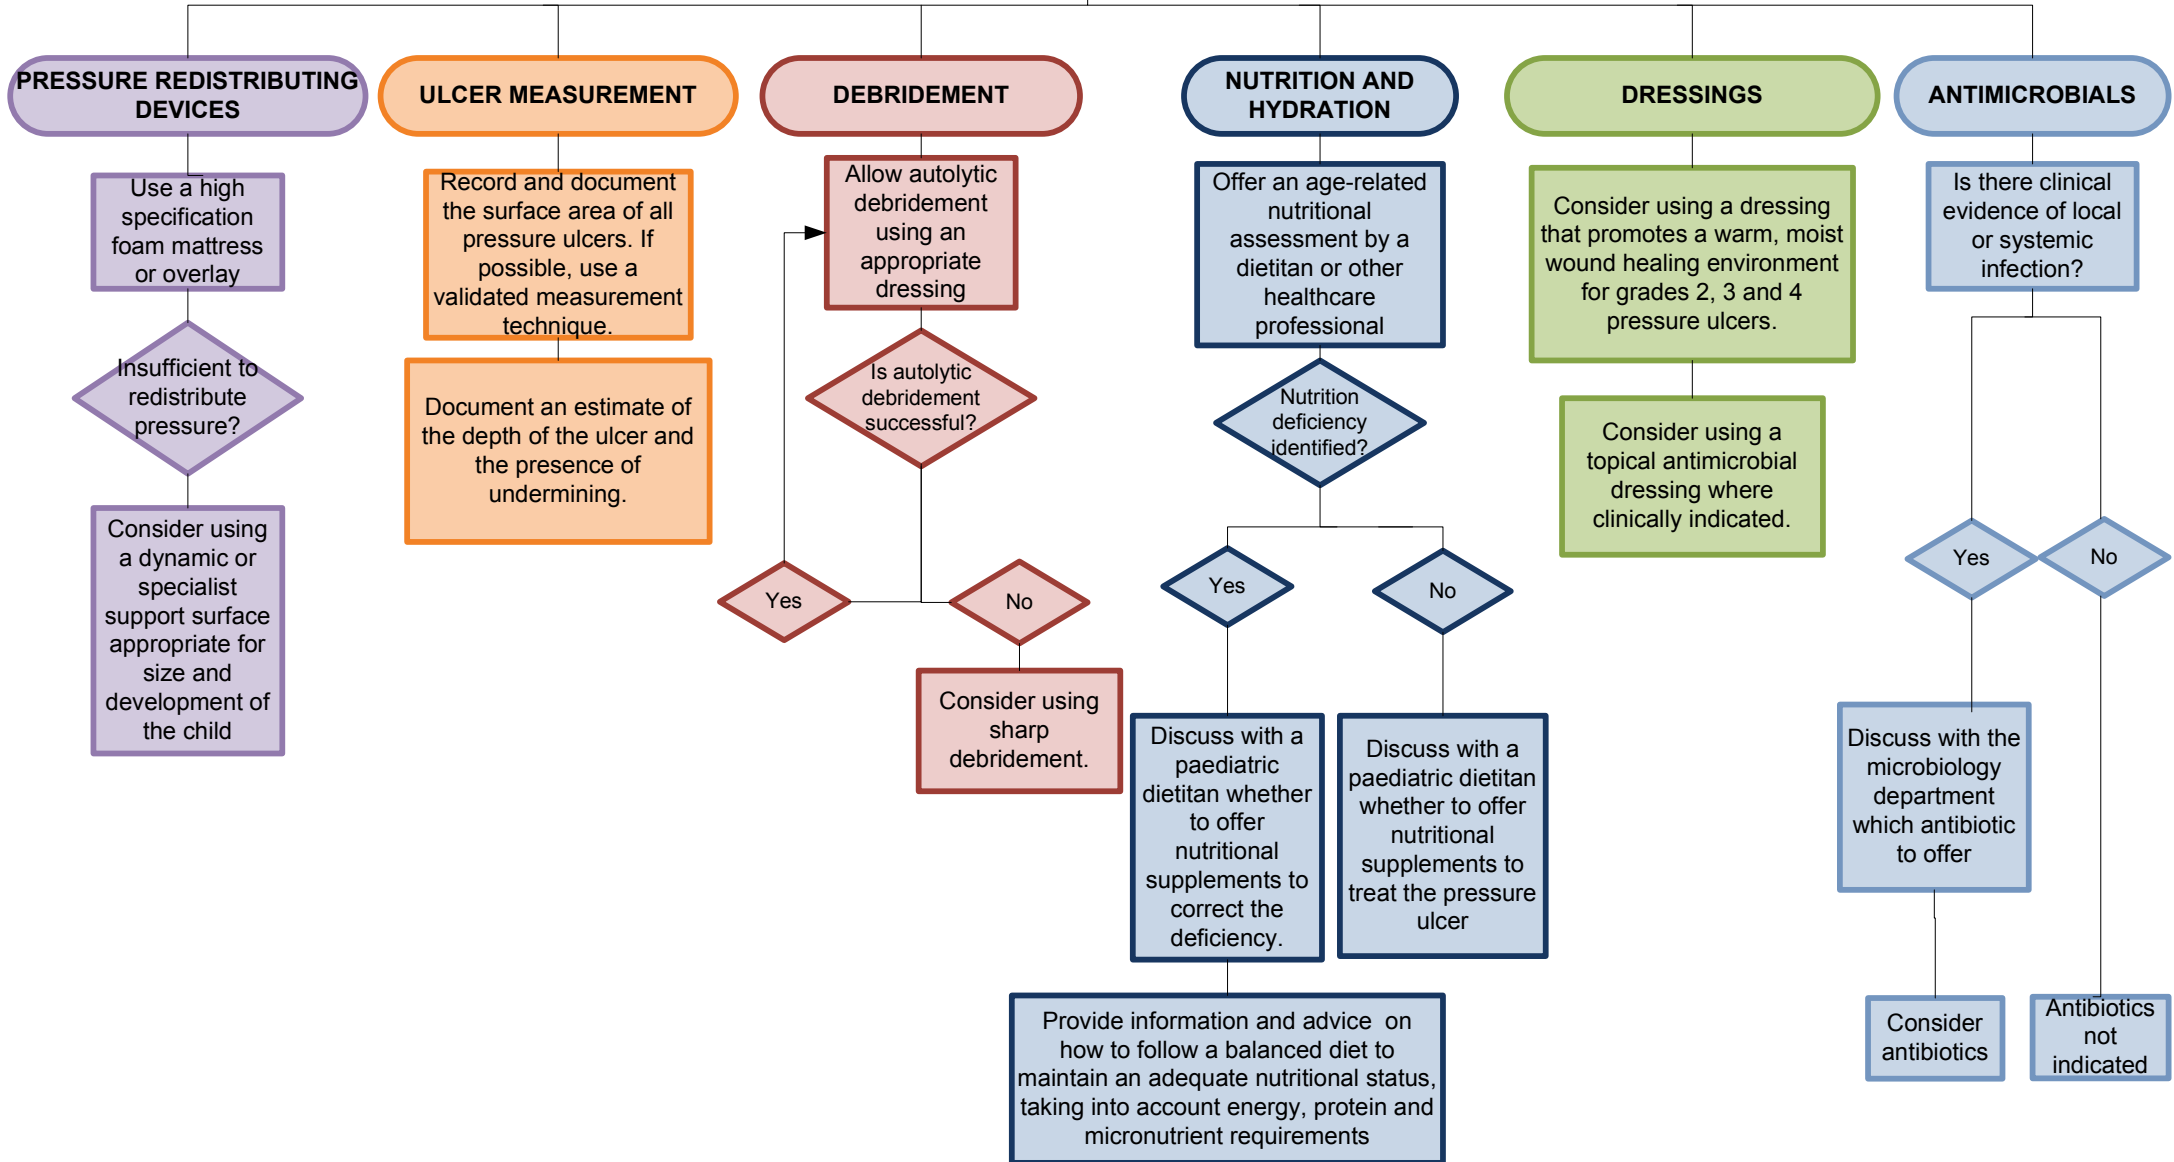 PRESSURE REDISTRIBUTING
DEVICES
Use a high
specification
foam mattress
or overlay
Insufficient to
redistribute
pressure?
Consider using
a dynamic or
specialist
support surface
appropriate for
size and
development of
the child
ULCER MEASUREMENT
Record and document
the surface area of all
pressure ulcers. If
possible, use a
validated measurement
technique.
Document an estimate of
the depth of the ulcer and
the presence of
undermining.
DEBRIDEMENT
Allow autolytic
debridement
using an
appropriate
dressing
Is autolytic
debridement
successful?
Yes
No
Consider using
sharp
debridement.
NUTRITION AND
HYDRATION
Offer an age-related
nutritional
assessment by a
dietitan or other
healthcare
professional
Nutrition
deficiency
identified?
Yes
No
Discuss with a
paediatric
dietitan whether
to offer
nutritional
supplements to
correct the
deficiency.
Discuss with a
paediatric dietitan
whether to offer
nutritional
supplements to
treat the pressure
ulcer
Provide information and advice on
how to follow a balanced diet to
maintain an adequate nutritional status,
taking into account energy, protein and
micronutrient requirements
DRESSINGS
Consider using a dressing
that promotes a warm, moist
wound healing environment
for grades 2, 3 and 4
pressure ulcers.
Consider using a
topical antimicrobial
dressing where
clinically indicated.
ANTIMICROBIALS
Is there clinical
evidence of local
or systemic
infection?
Yes
No
Discuss with the
microbiology
department
which antibiotic
to offer
Consider
antibiotics
Antibiotics
not
indicated